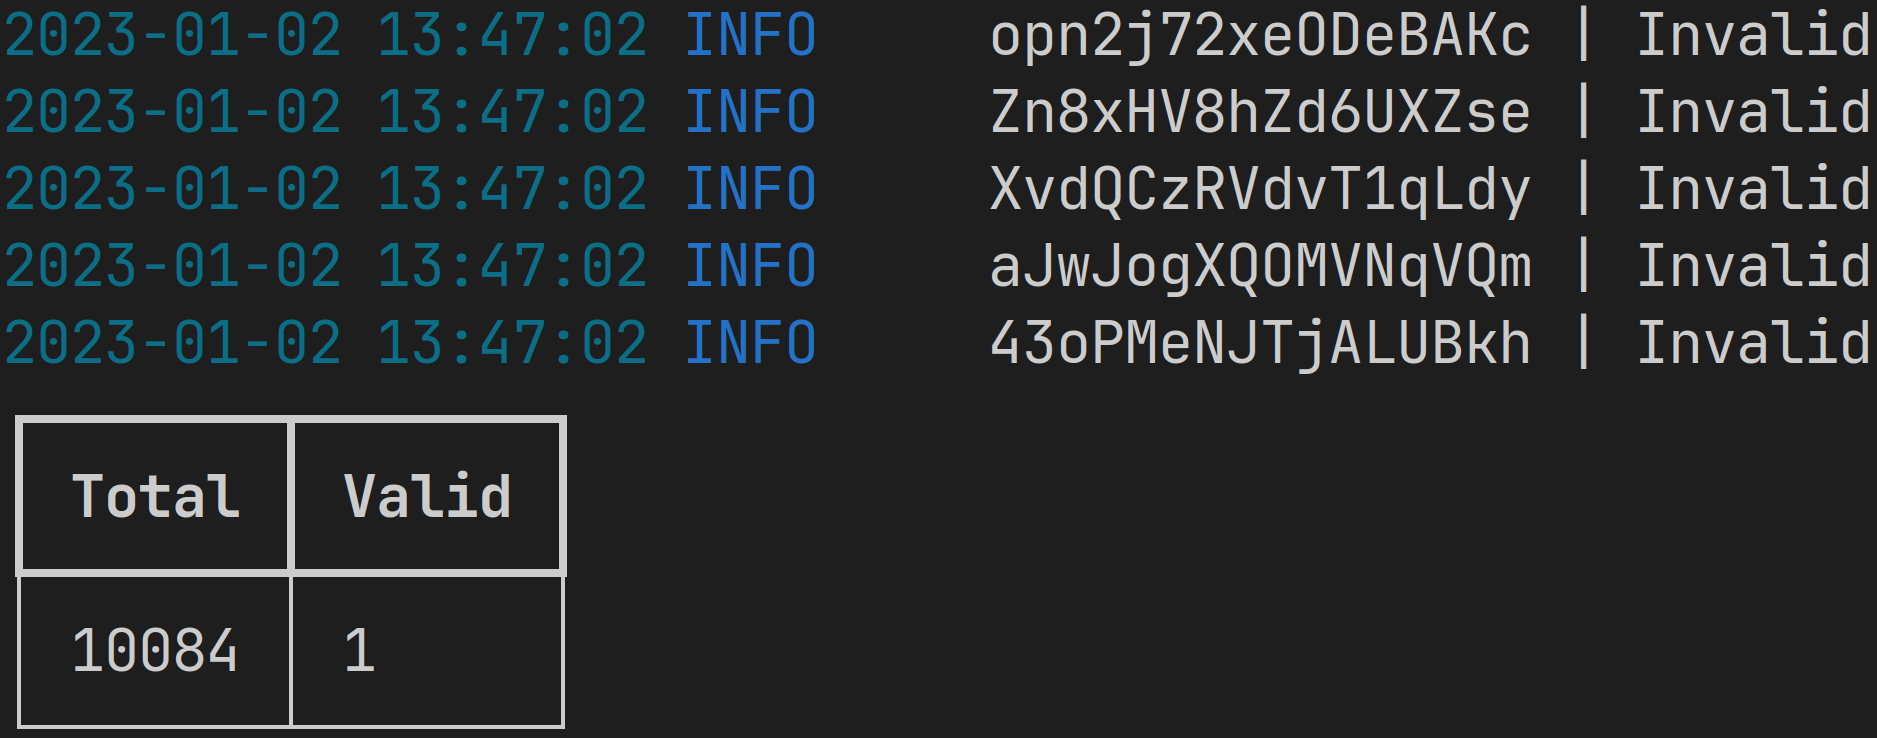 2023-01-02 13:47:02 INFO     opn2j72xeODeBAKc | Invalid
2023-01-02 13:47:02 INFO     Zn8xHV8hZd6UXZse | Invalid
2023-01-02 13:47:02 INFO     XvdQCzRVdvT1qLdy | Invalid
2023-01-02 13:47:02 INFO     aJwJogXQOMVNqVQm | Invalid
2023-01-02 13:47:02 INFO     43oPMeNJTjALUBkh | Invalid
Total Valid
10084 1